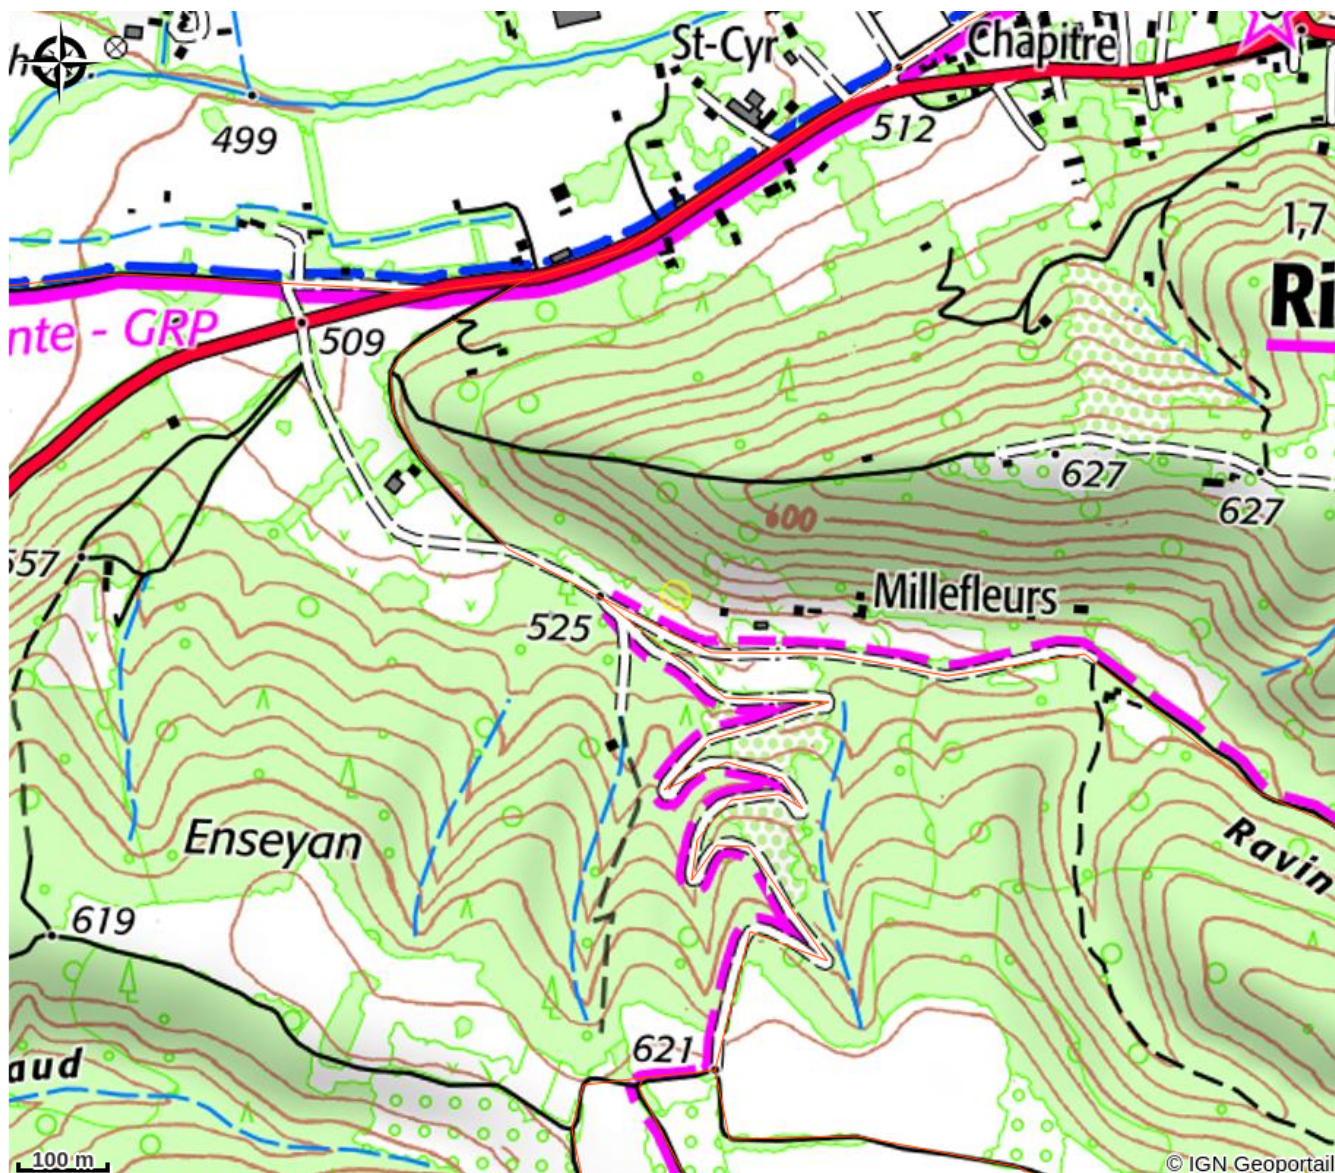 St-Cyr
Chapitre
499
512
1,7
Ri
nte - GRP
509
627
627
600
557
Millefleurs
525
Enseyan
Ravin
619
621
aud
100 m
© IGN Geoportail